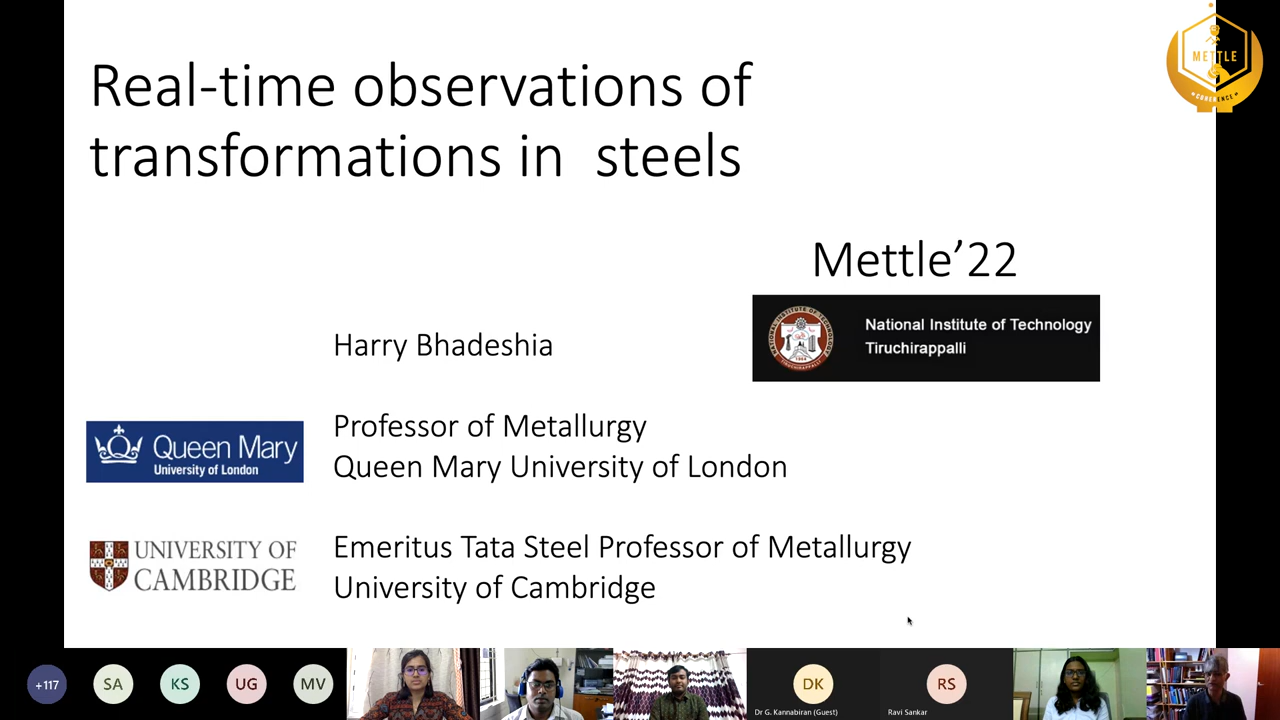 Real-time observations of
transformations in steels
METTLE
COHERENCE
Mettle’22
National Institute of Technology
Tiruchirappalli
Harry Bhadeshia
Queen Mary
University of London
Professor of Metallurgy
Queen Mary University of London
UNIVERSITY OF
CAMBRIDGE
Emeritus Tata Steel Professor of Metallurgy
University of Cambridge
+117
SA
KS
UG
MV
DK
Dr G. Kannabiran (Guest)
RS
Ravi Sankar